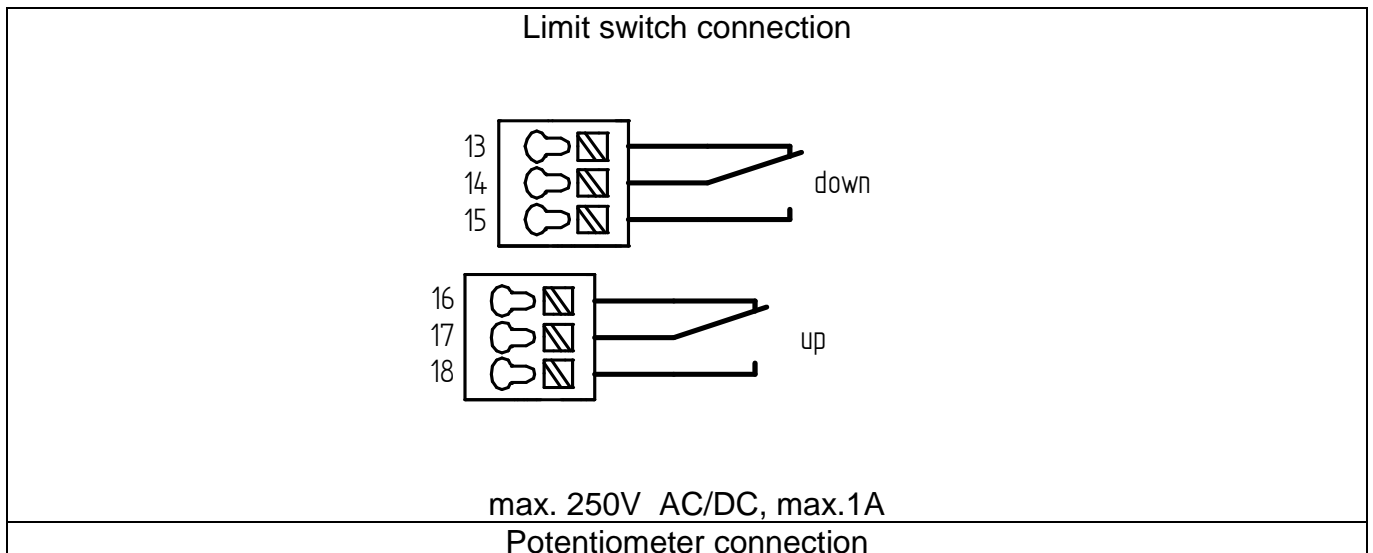 Limit switch connection
13
14
down
15
16
17
up
18
max. 250V  AC/DC, max.1A
Potentiometer connection